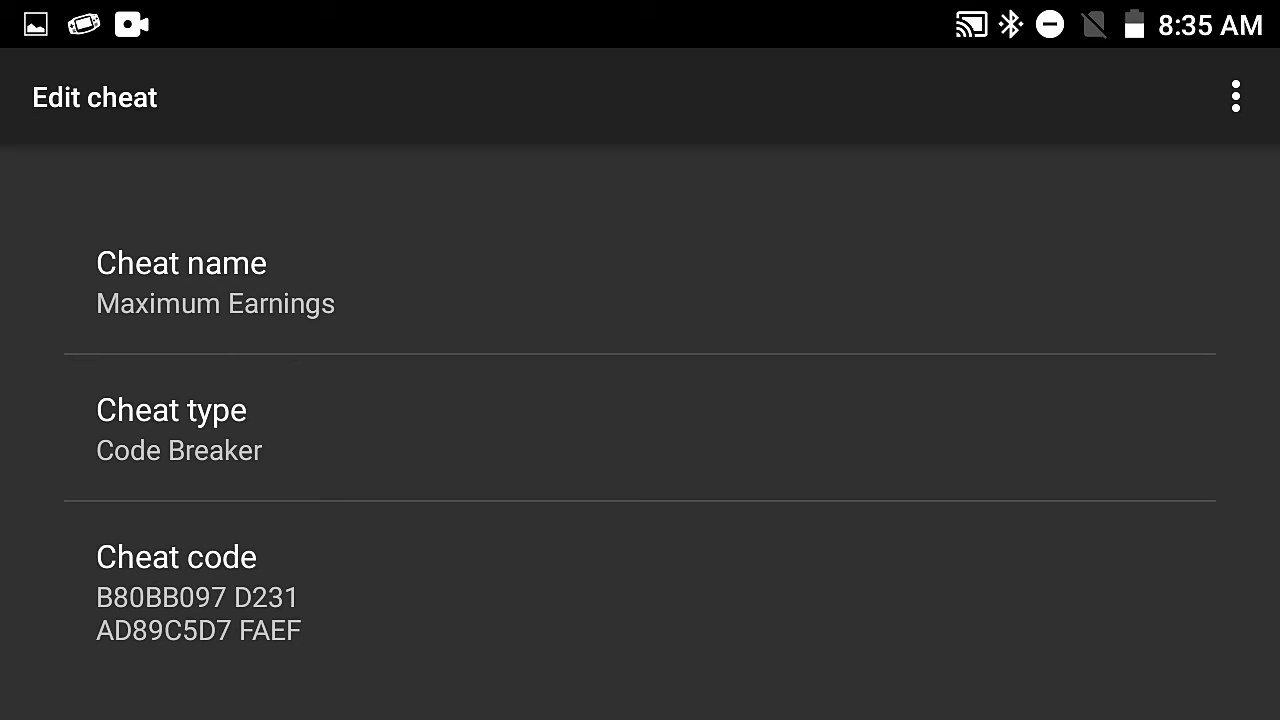 8:35 AM
Edit cheat
Cheat name
Maximum Earnings
Cheat type
Code Breaker
Cheat code
B80BB097 D231
AD89C5D7 FAEF